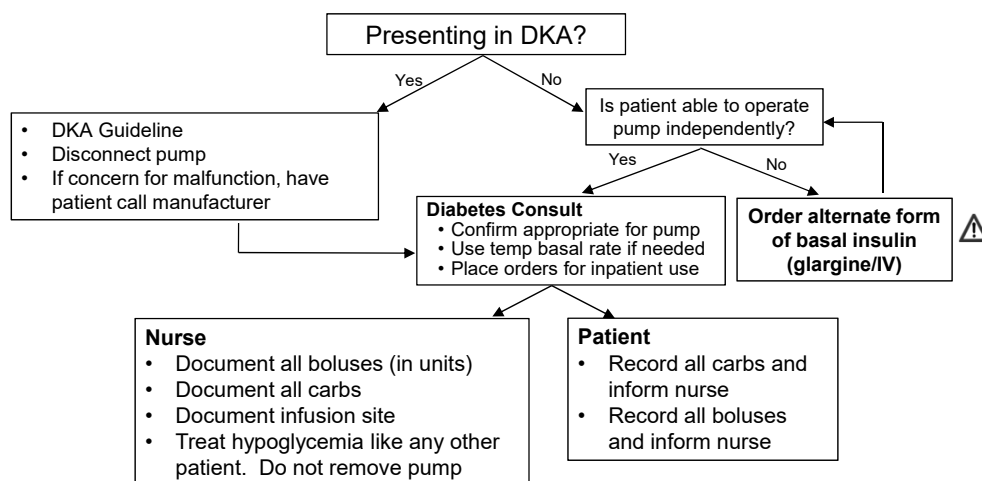 Presenting in DKA?
Yes
No
• DKA Guideline
• Disconnect pump
• If concern for malfunction, have
patient call manufacturer
Is patient able to operate
pump independently?
Yes
No
Diabetes Consult
• Confirm appropriate for pump
• Use temp basal rate if needed
• Place orders for inpatient use
Order alternate form
of basal insulin
(glargine/IV)
Nurse
• Document all boluses (in units)
• Document all carbs
• Document infusion site
• Treat hypoglycemia like any other
patient.  Do not remove pump
Patient
• Record all carbs and
inform nurse
• Record all boluses
and inform nurse